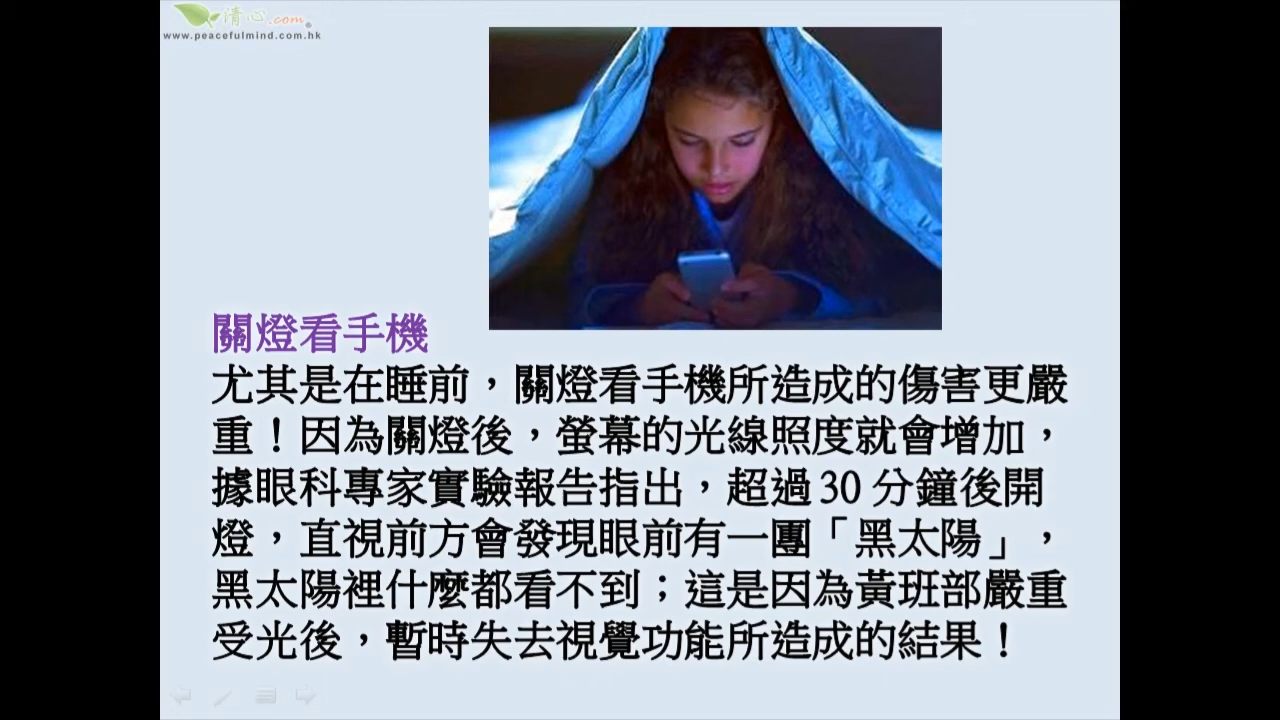 清心.com®
www.peacefulmind.com.hk
關燈看手機
尤其是在睡前，關燈看手機所造成的傷害更嚴
重！因為關燈後，螢幕的光線照度就會增加，
據眼科專家實驗報告指出，超過30 分鐘後開
燈，直視前方會發現眼前有一團「黑太陽」，
黑太陽裡什麼都看不到；這是因為黃班部嚴重
受光後，暫時失去視覺功能所造成的結果！